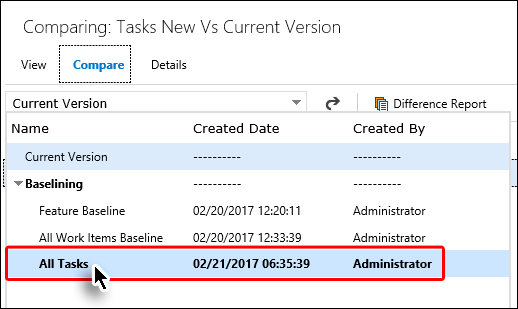 Comparing: Tasks New Vs Current Version
View Compare Details
Current Version Difference Report
Name Created Date Created By
Current Version ---------- ----------
Baselining ---------- ----------
Feature Baseline 02/20/2017 12:20:11 Administrator
All Work Items Baseline 02/20/2017 12:33:39 Administrator
All Tasks 02/21/2017 06:35:39 Administrator